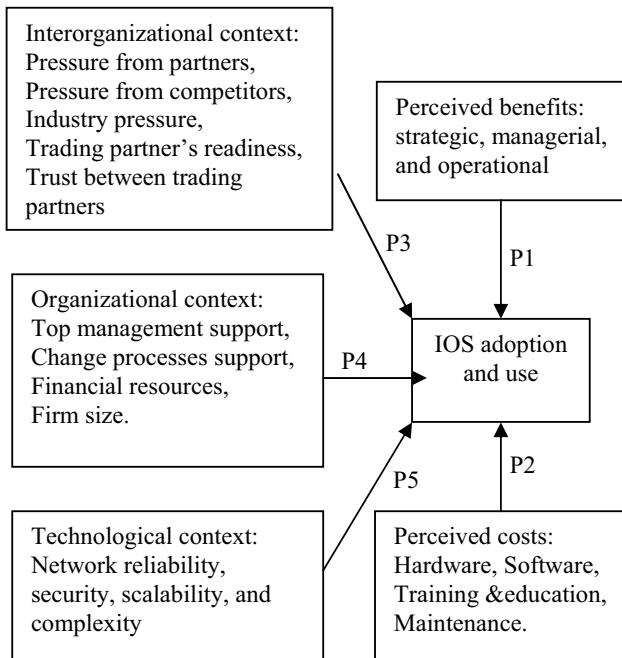 Interorganizational context:
Pressure from partners,
Pressure from competitors,
Industry pressure,
Trading partner's readiness,
Trust between trading
partners
Perceived benefits:
strategic, managerial,
and operational
P3
P1
Organizational context:
Top management support,
Change processes support,
Financial resources,
Firm size.
P4
IOS adoption
and use
P5
P2
Technological context:
Network reliability,
security, scalability, and
complexity
Perceived costs:
Hardware, Software,
Training &education,
Maintenance.